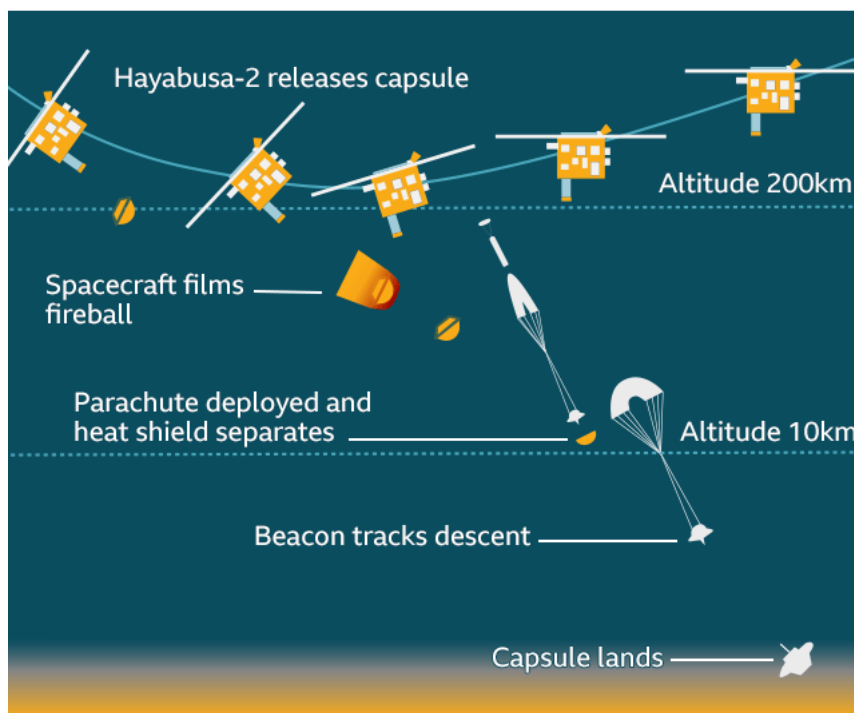 Hayabusa-2 releases capsule
Altitude 200km
Spacecraft films
fireball
Parachute deployed and
heat shield separates
Altitude 10km
Beacon tracks descent
Capsule lands